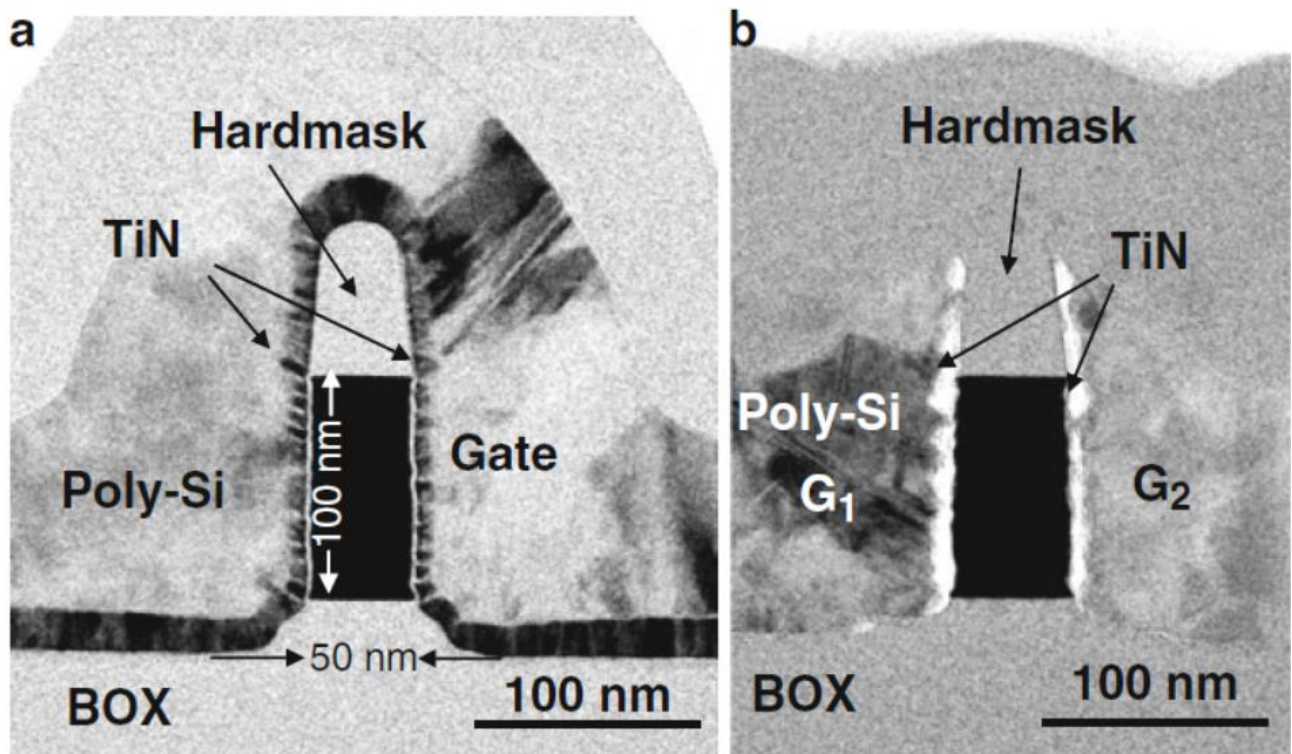 a
Hardmask
TiN
100 nm
Poly-Si
Gate
50 nm
100 nm
BOX
b
Hardmask
TiN
Poly-Si
G1
G2
BOX
100 nm